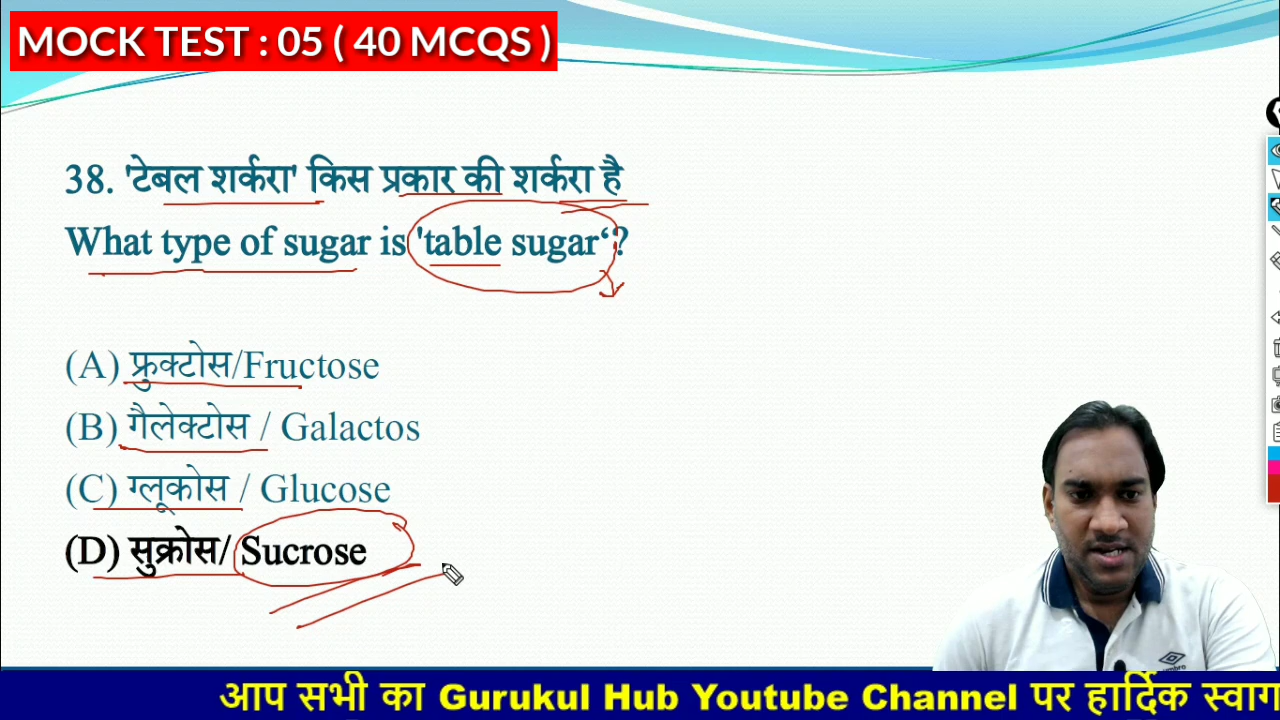 MOCK TEST : 05 ( 40 MCQS )
38. 'टेबल शर्करा' किस प्रकार की शर्करा है
What type of sugar is 'table sugar‘?
(A) फ्रुक्टोस/Fructose
(B) गैलेक्टोस / Galactos
(C) ग्लूकोस / Glucose
(D) सुक्रोस/ Sucrose
आप सभी का Gurukul Hub Youtube Channel पर हार्दिक स्वाग